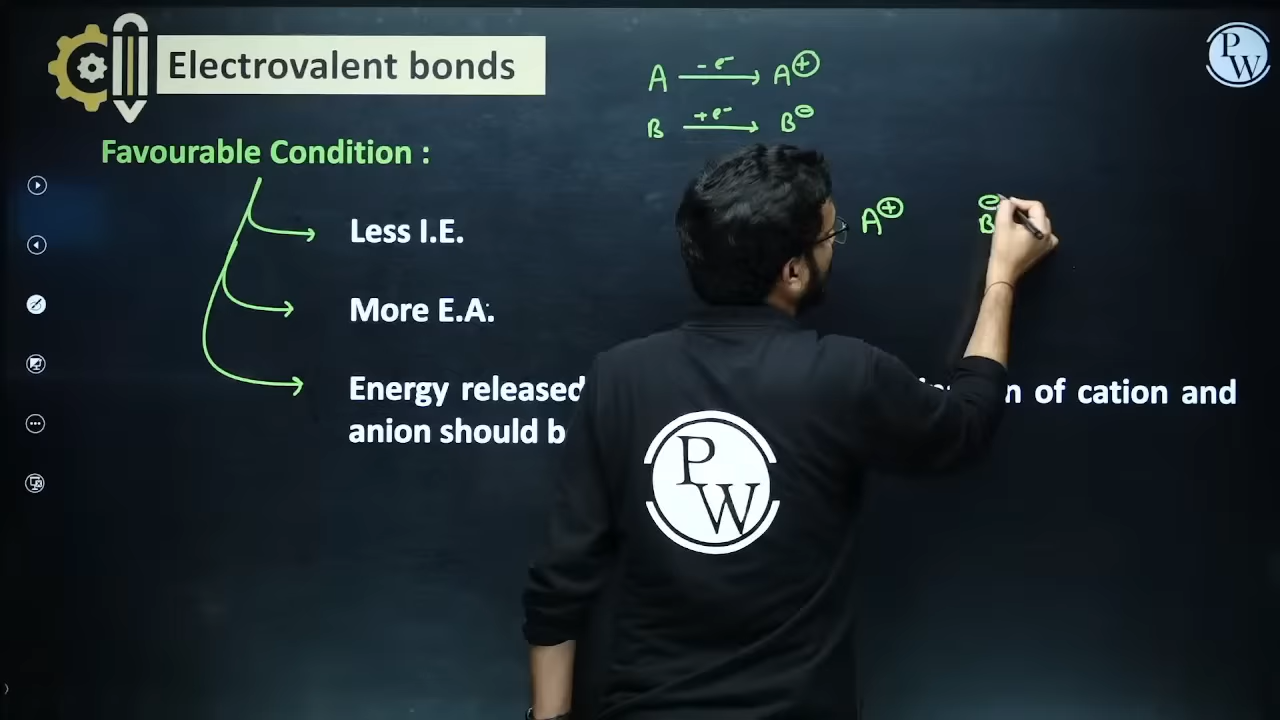 Electrovalent bonds
PW
A - e⁻ → A⊕
B + e⁻ → B⊖
Favourable Condition :
A⊕ B⊖
Less I.E.
More E.A.
Energy released of cation and
anion should
PW